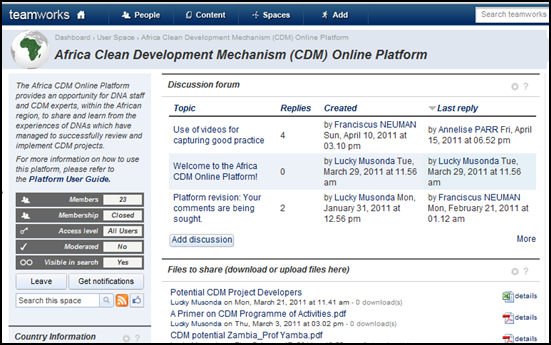 teamworks People Content Spaces Add Search teamworks
Dashboard › User Space › Africa Clean Development Mechanism (CDM) Online Platform
Africa Clean Development Mechanism (CDM) Online Platform
The Africa CDM Online Platform
provides an opportunity for DNA staff
and CDM experts, within the African
region, to share and learn from the
experiences of DNAs which have
managed to successfully review and
implement CDM projects.
For more information on how to use
this platform, please refer to
the Platform User Guide.
Members 23
Membership Closed
Access level All Users
Moderated No
Visible in search Yes
Leave Get notifications
Search this space
Country Information ?
Discussion forum ?
Topic Replies Created Last reply
Use of videos for
capturing good practice
4
by Franciscus NEUMAN
Sun, April 10, 2011 at
03.10 pm
by Annelise PARR Fri, April
15, 2011 at 06.52 pm
Welcome to the Africa
CDM Online Platform!
0
by Lucky Musonda Tue,
March 29, 2011 at 11.56
am
by Lucky Musonda Tue,
March 29, 2011 at 11.56
am
Platform revision: Your
comments are being
sought.
2
by Lucky Musonda Mon,
January 31, 2011 at
12.56 pm
by Franciscus NEUMAN
Mon, February 21, 2011 at
01.12 am
Add discussion More
Files to share (download or upload files here) ?
Potential CDM Project Developers
Lucky Musonda on Mon, March 21, 2011 at 11.41 am - 0 download(s)
details
A Primer on CDM Programme of Activities.pdf
Lucky Musonda on Thu, March 3, 2011 at 03.02 pm - 0 download(s)
details
CDM potential Zambia_Prof Yamba.pdf
details